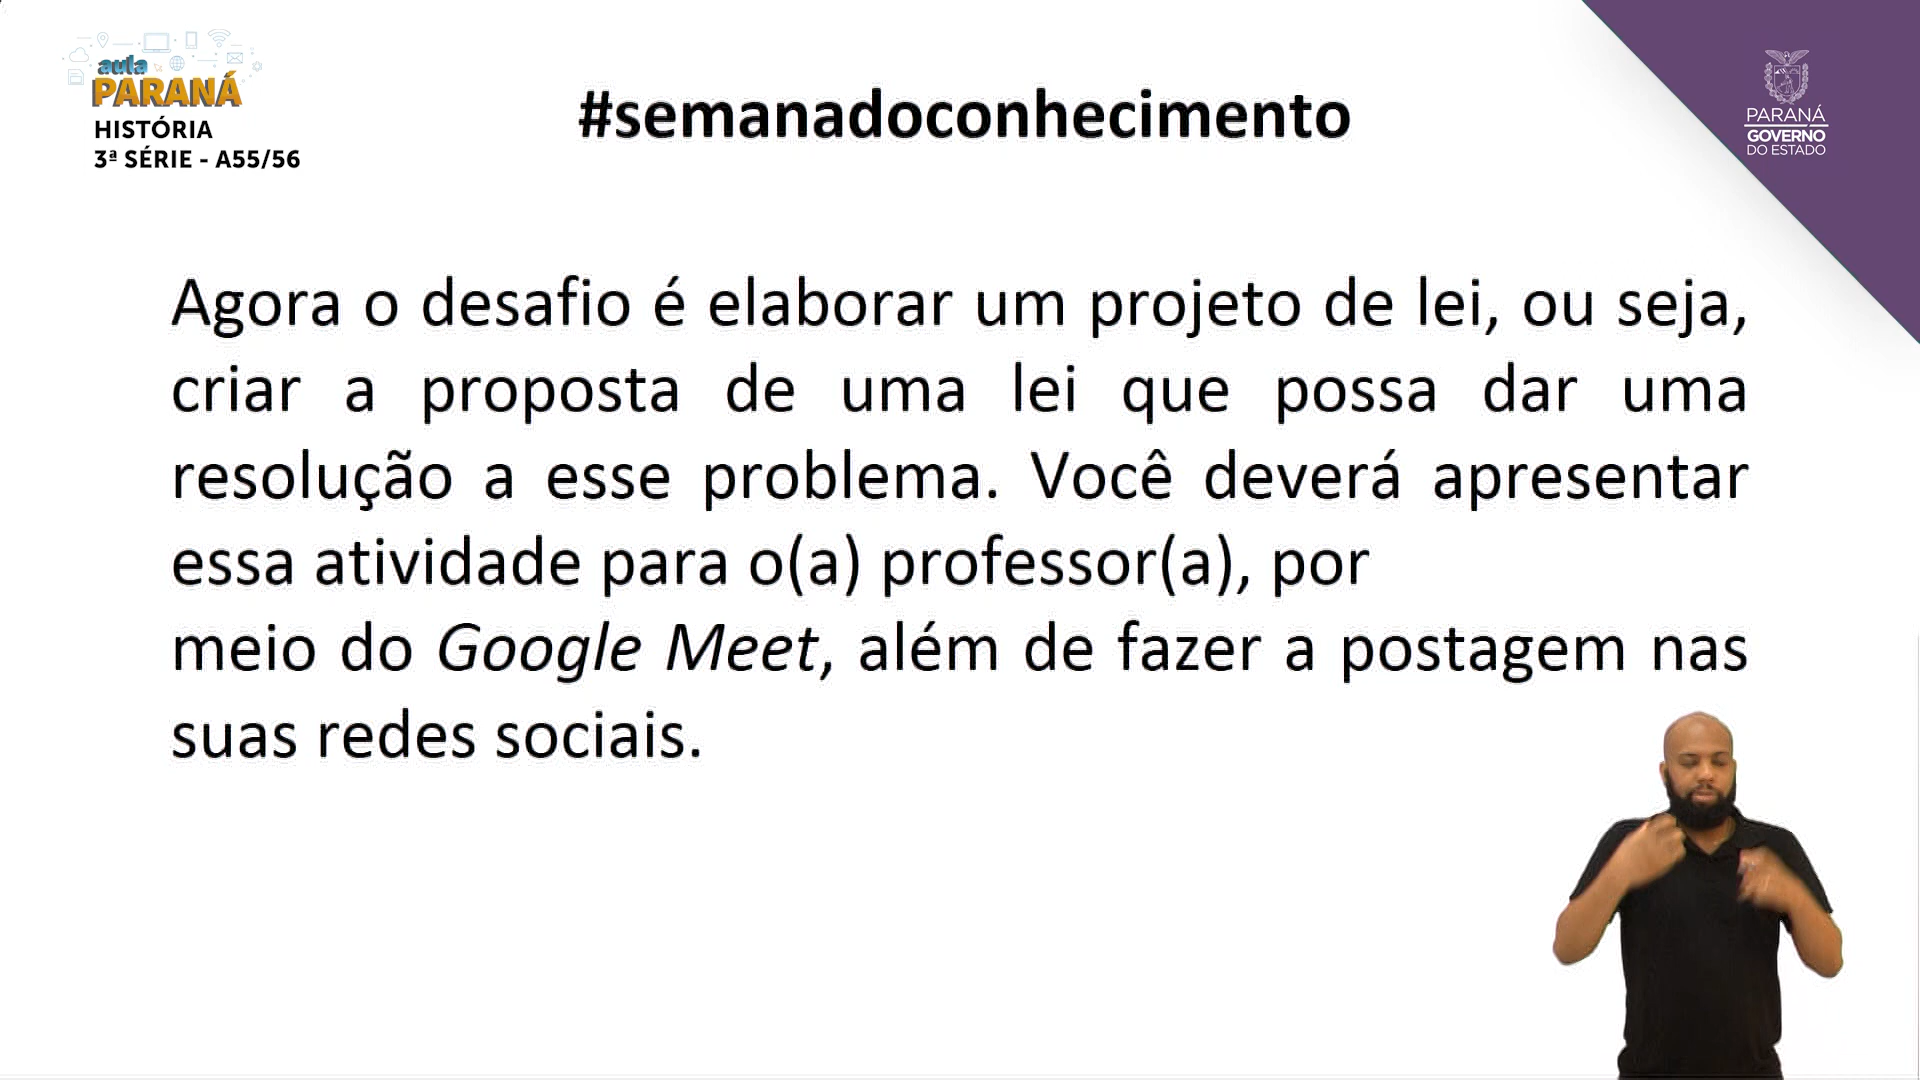 aula
PARANÁ
HISTÓRIA
3ª SÉRIE - A55/56
#semanadoconhecimento
PARANÁ
GOVERNO
DO ESTADO
Agora o desafio é elaborar um projeto de lei, ou seja,
criar a proposta de uma lei que possa dar uma
resolução a esse problema. Você deverá apresentar
essa atividade para o(a) professor(a), por
meio do Google Meet, além de fazer a postagem nas
suas redes sociais.